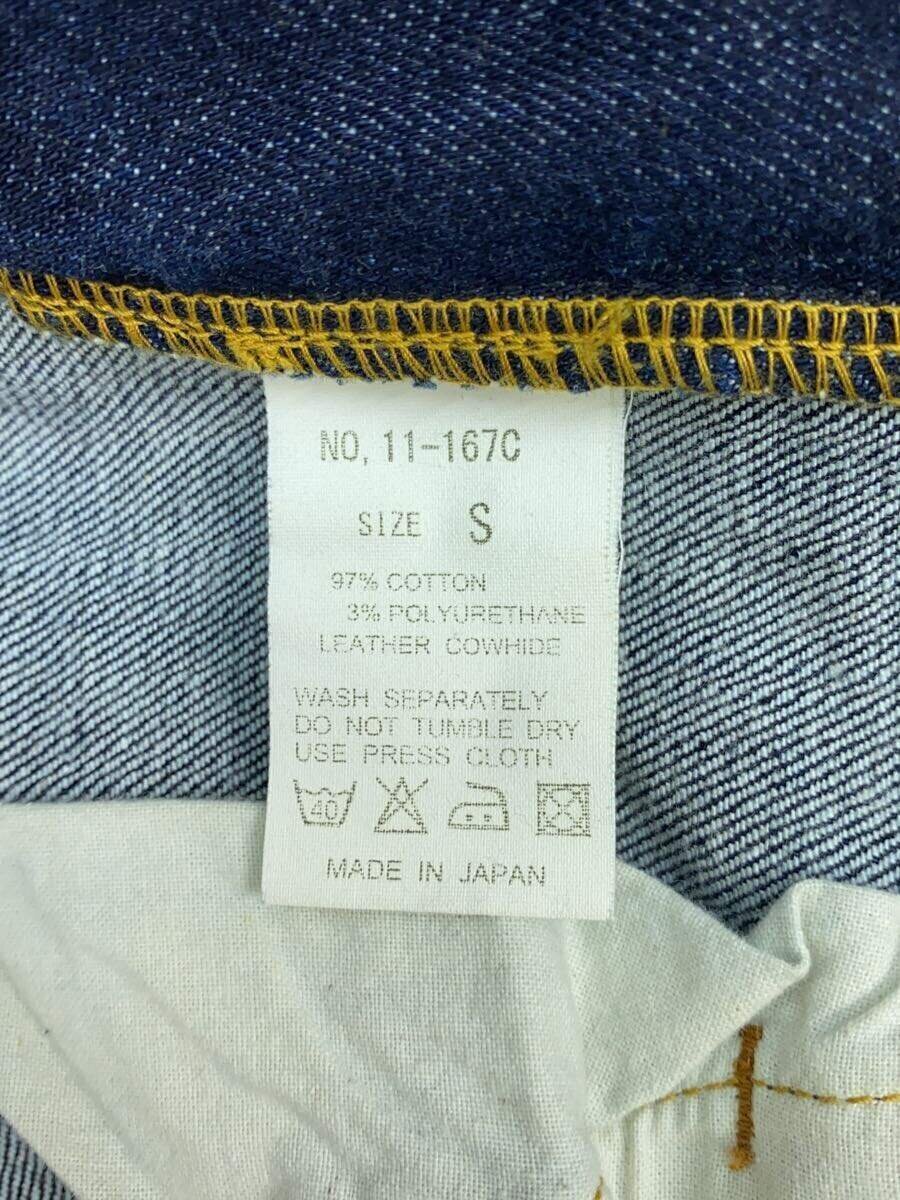 NO, 11-167C
SIZE S
97% COTTON
3% POLYURETHANE
LEATHER COWHIDE
WASH SEPARATELY
DO NOT TUMBLE DRY
USE PRESS CLOTH
40
MADE IN JAPAN